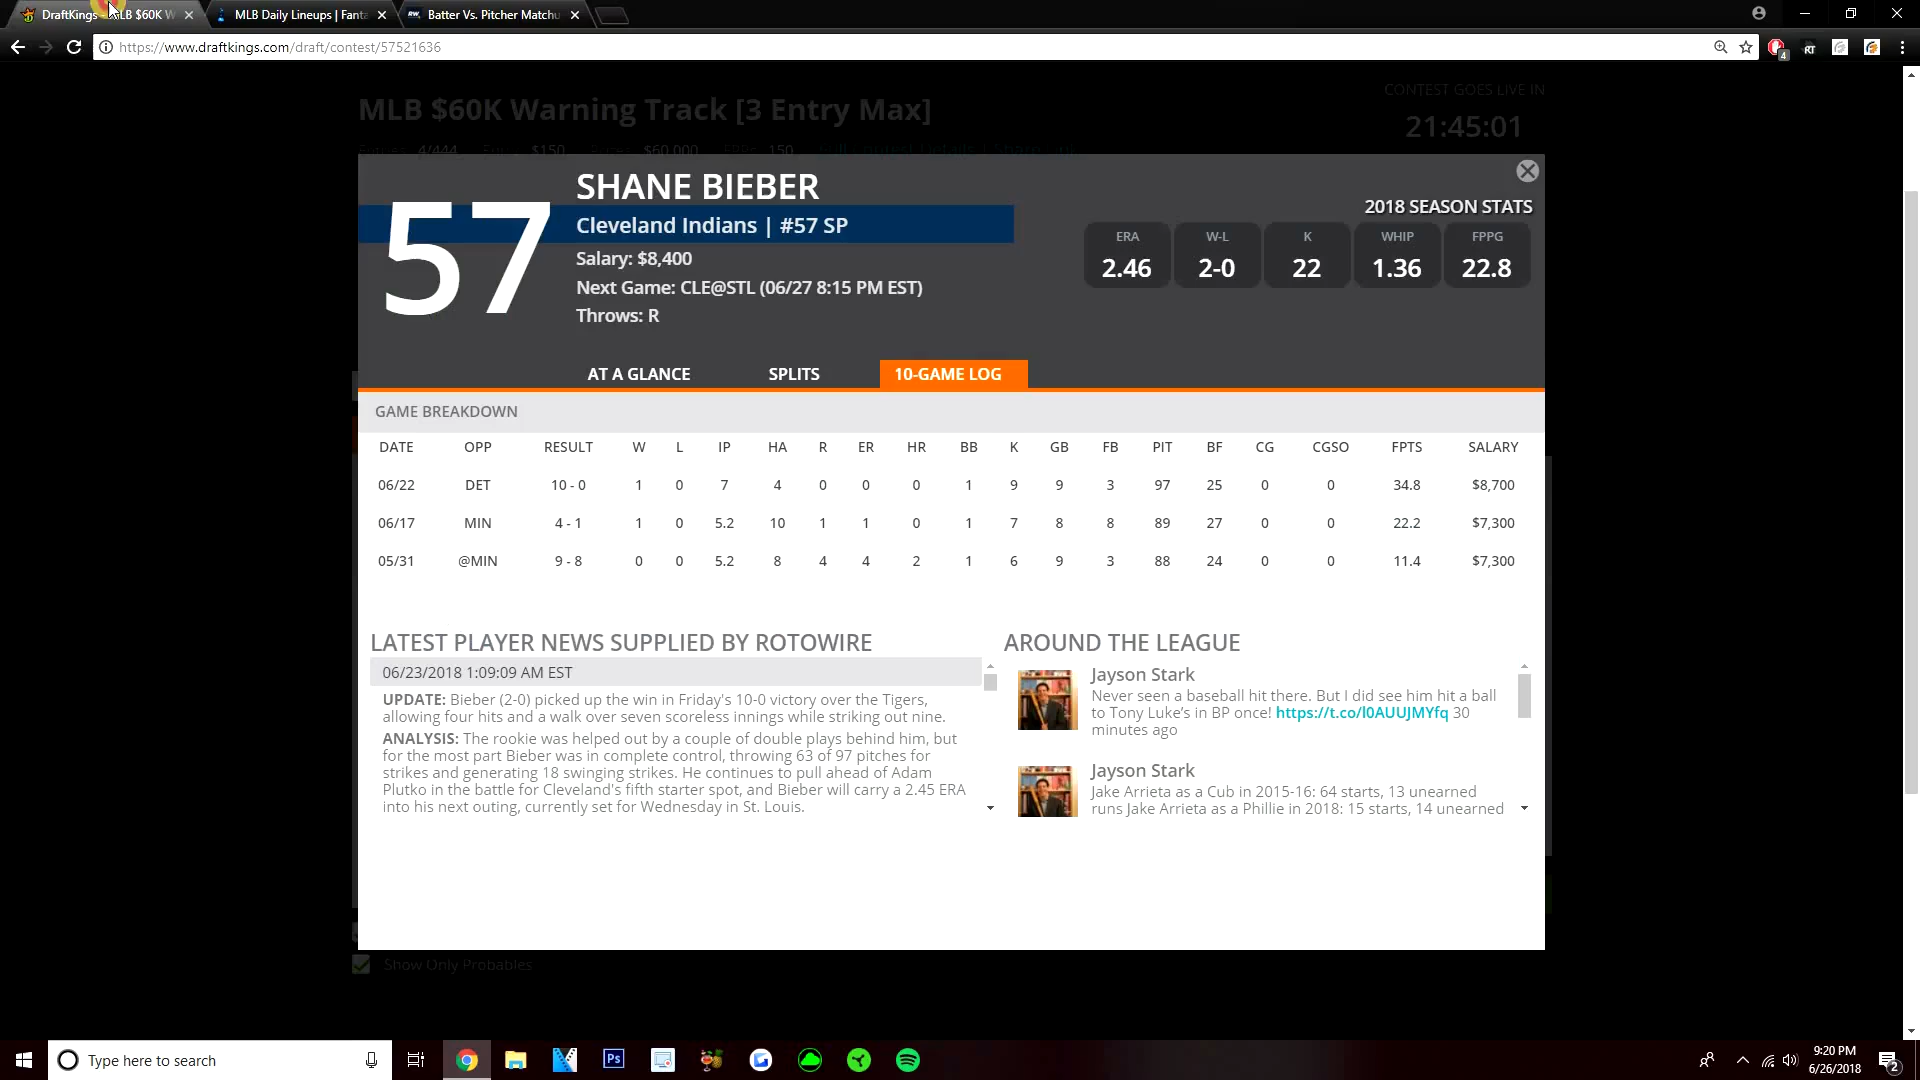 DraftKings - MLB $60K W
MLB Daily Lineups | Fanta
Batter Vs. Pitcher Matchu
https://www.draftkings.com/draft/contest/57521636
MLB $60K Warning Track [3 Entry Max]
CONTEST GOES LIVE IN
21:45:01
4/444 $150 $60,000 150
SHANE BIEBER
57
Cleveland Indians | #57 SP
Salary: $8,400
Next Game: CLE@STL (06/27 8:15 PM EST)
Throws: R
2018 SEASON STATS
ERA W-L K WHIP FPPG
2.46 2-0 22 1.36 22.8
AT A GLANCE SPLITS 10-GAME LOG
GAME BREAKDOWN
DATE OPP RESULT W L IP HA R ER HR BB K GB FB PIT BF CG CGSO FPTS SALARY
06/22 DET 10 - 0 1 0 7 4 0 0 0 1 9 9 3 97 25 0 0 34.8 $8,700
06/17 MIN 4 - 1 1 0 5.2 10 1 1 0 1 7 8 8 89 27 0 0 22.2 $7,300
05/31 @MIN 9 - 8 0 0 5.2 8 4 4 2 1 6 9 3 88 24 0 0 11.4 $7,300
LATEST PLAYER NEWS SUPPLIED BY ROTOWIRE
06/23/2018 1:09:09 AM EST
UPDATE: Bieber (2-0) picked up the win in Friday's 10-0 victory over the Tigers,
allowing four hits and a walk over seven scoreless innings while striking out nine.
ANALYSIS: The rookie was helped out by a couple of double plays behind him, but
for the most part Bieber was in complete control, throwing 63 of 97 pitches for
strikes and generating 18 swinging strikes. He continues to pull ahead of Adam
Plutko in the battle for Cleveland's fifth starter spot, and Bieber will carry a 2.45 ERA
into his next outing, currently set for Wednesday in St. Louis.
AROUND THE LEAGUE
Jayson Stark
Never seen a baseball hit there. But I did see him hit a ball
to Tony Luke's in BP once! https://t.co/l0AUUJMYfq 30
minutes ago
Jayson Stark
Jake Arrieta as a Cub in 2015-16: 64 starts, 13 unearned
runs Jake Arrieta as a Phillie in 2018: 15 starts, 14 unearned
Show Only Probables
Type here to search
Ps
9:20 PM
6/26/2018
2